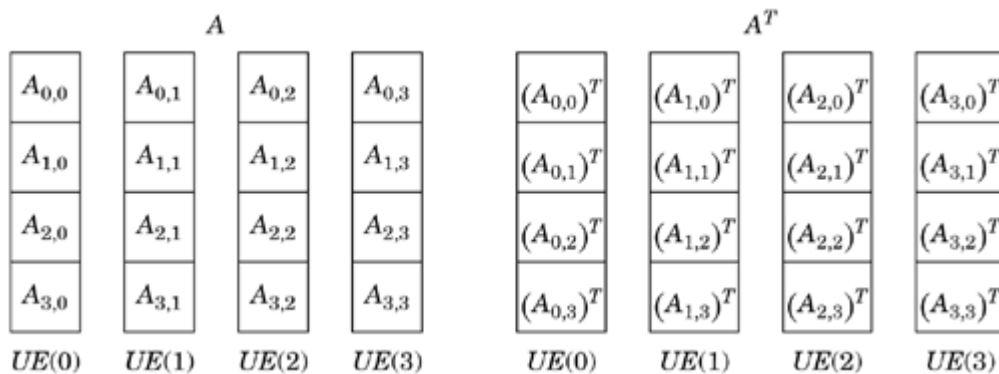 A A^T
A_{0,0} A_{0,1} A_{0,2} A_{0,3} (A_{0,0})^T (A_{1,0})^T (A_{2,0})^T (A_{3,0})^T
A_{1,0} A_{1,1} A_{1,2} A_{1,3} (A_{0,1})^T (A_{1,1})^T (A_{2,1})^T (A_{3,1})^T
A_{2,0} A_{2,1} A_{2,2} A_{2,3} (A_{0,2})^T (A_{1,2})^T (A_{2,2})^T (A_{3,2})^T
A_{3,0} A_{3,1} A_{3,2} A_{3,3} (A_{0,3})^T (A_{1,3})^T (A_{2,3})^T (A_{3,3})^T
UE(0) UE(1) UE(2) UE(3) UE(0) UE(1) UE(2) UE(3)